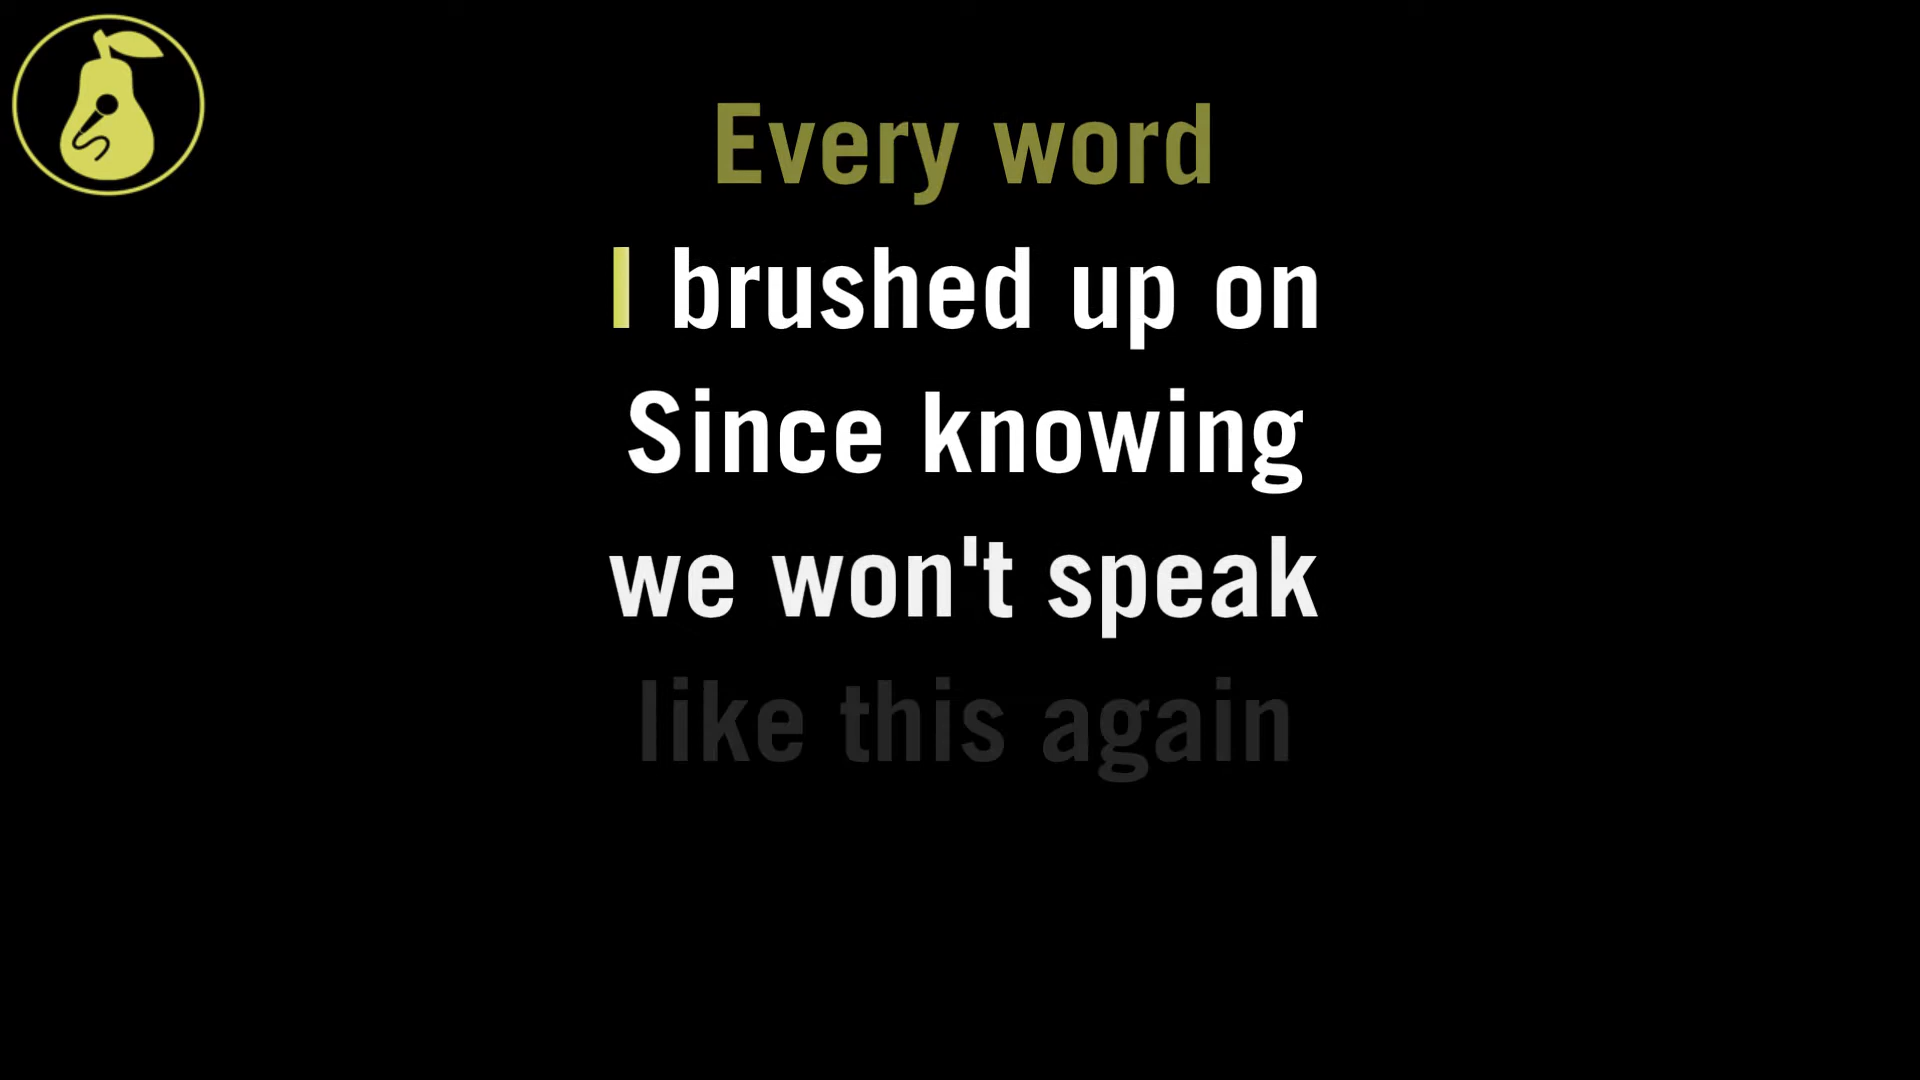 Every word
I brushed up on
Since knowing
we won't speak
like this again